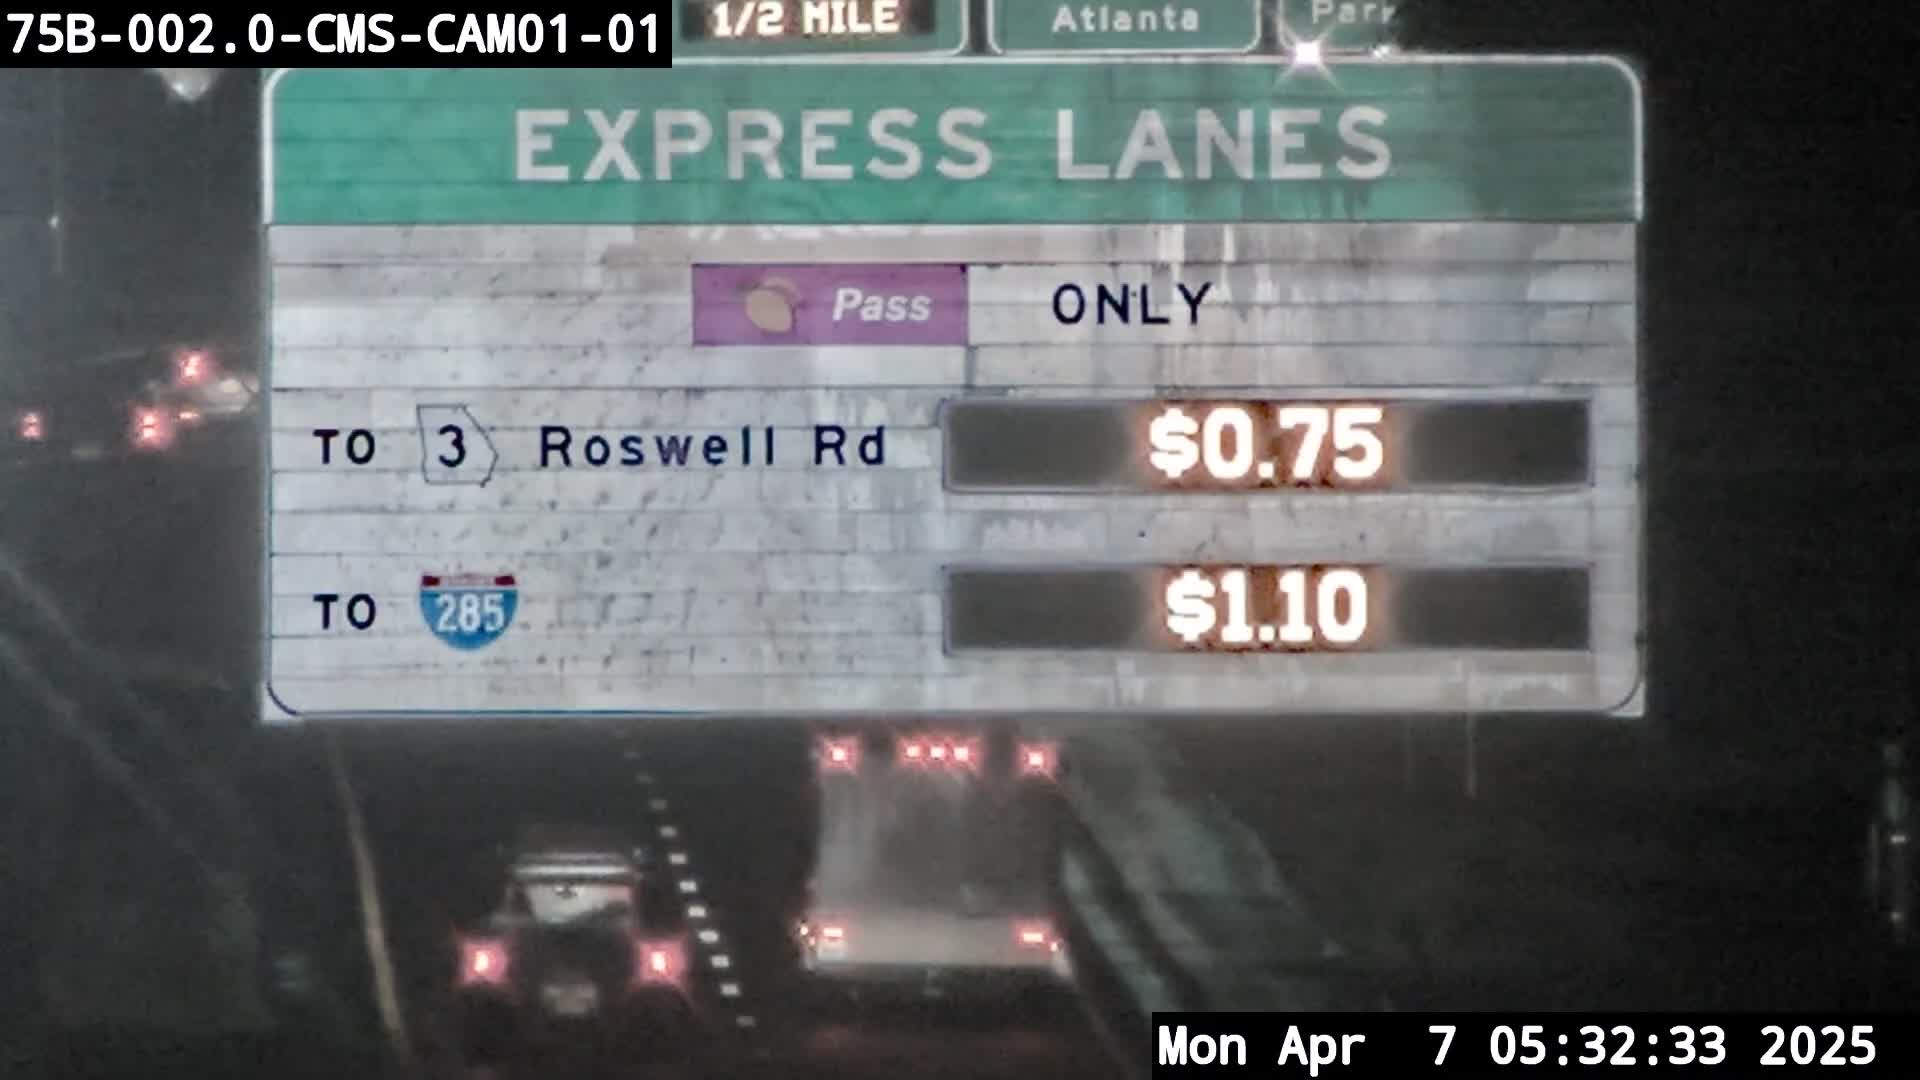 75B-002.0-CMS-CAM01-01
1/2 MILE
Atlanta
EXPRESS LANES
Pass ONLY
TO 3 Roswell Rd $0.75
TO 285 $1.10
Mon Apr 7 05:32:33 2025